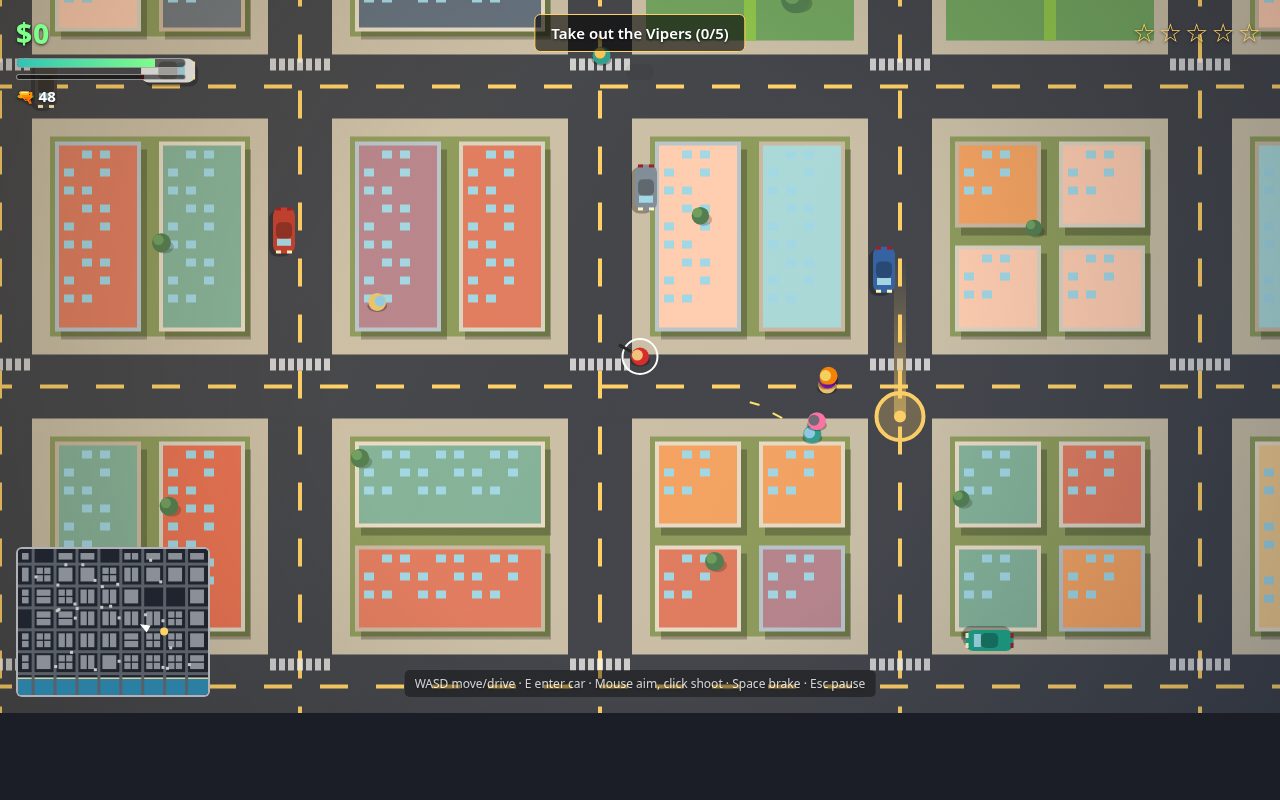 $0
Take out the Vipers (0/5)
48
WASD move/drive · E enter car · Mouse aim, click shoot · Space brake · Esc pause